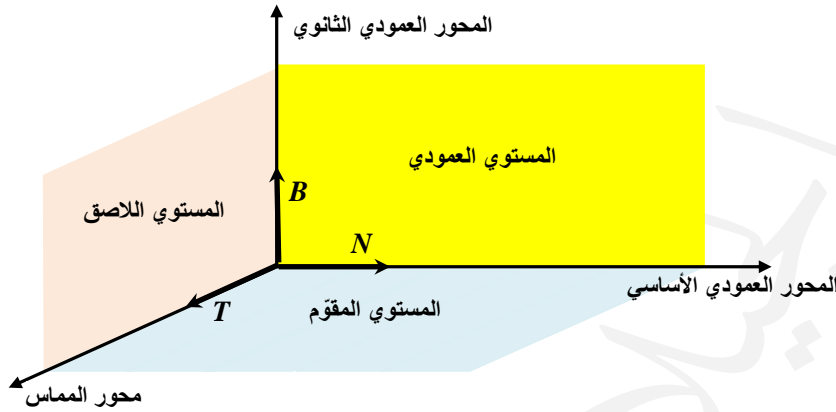 المحور العمودي الثانوي
المستوي العمودي
المستوي اللاصق
B
N
المحور العمودي الأساسي
T
المستوي المقوّم
محور المماس